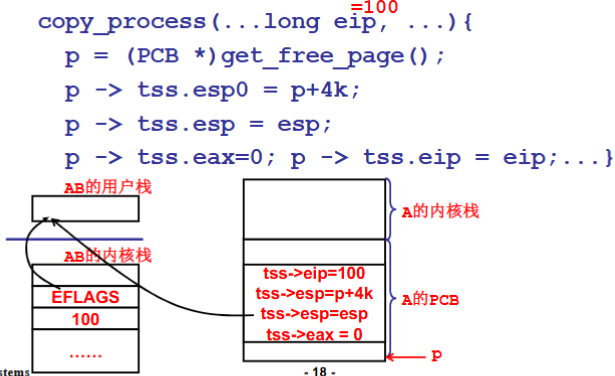 =100
copy_process(...long eip, ...){
p = (PCB *)get_free_page();
p -> tss.esp0 = p+4k;
p -> tss.esp = esp;
p -> tss.eax=0; p -> tss.eip = eip;...}
AB的用户栈
AB的内核栈
EFLAGS
100
......
A的内核栈
tss->eip=100
tss->esp=p+4k
tss->esp=esp
tss->eax = 0
A的PCB
p
stems
- 18 -